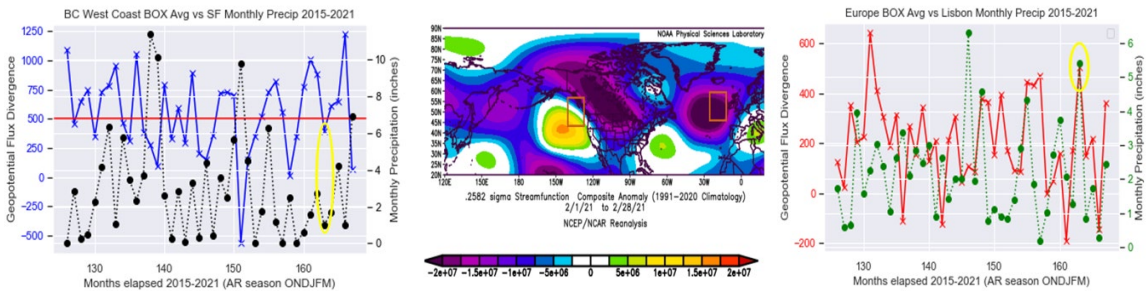 BC West Coast BOX Avg vs SF Monthly Precip 2015-2021
Geopotential Flux Divergence
1250
1000
750
500
250
0
−250
−500
10
8
6
4
2
0
Monthly Precipitation (inches)
130
140
150
160
Months elapsed 2015-2021 (AR season ONDJFM)
NOAA Physical Sciences Laboratory
90N
85N
80N
75N
70N
65N
60N
55N
50N
45N
40N
35N
30N
25N
20N
120E 150E 180 150W 120W 90W 60W 30W 0
.2582 sigma Streamfunction Composite Anomaly (1991-2020 Climatology)
2/1/21 to 2/28/21
NCEP/NCAR Reanalysis
−2e+07 −1.5e+07 −1e+07 −5e+06 0 5e+06 1e+07 1.5e+07 2e+07
Europe BOX Avg vs Lisbon Monthly Precip 2015-2021
Geopotential Flux Divergence
600
400
200
0
−200
6
5
4
3
2
1
0
Monthly Precipitation (inches)
130
140
150
160
Months elapsed 2015-2021 (AR season ONDJFM)